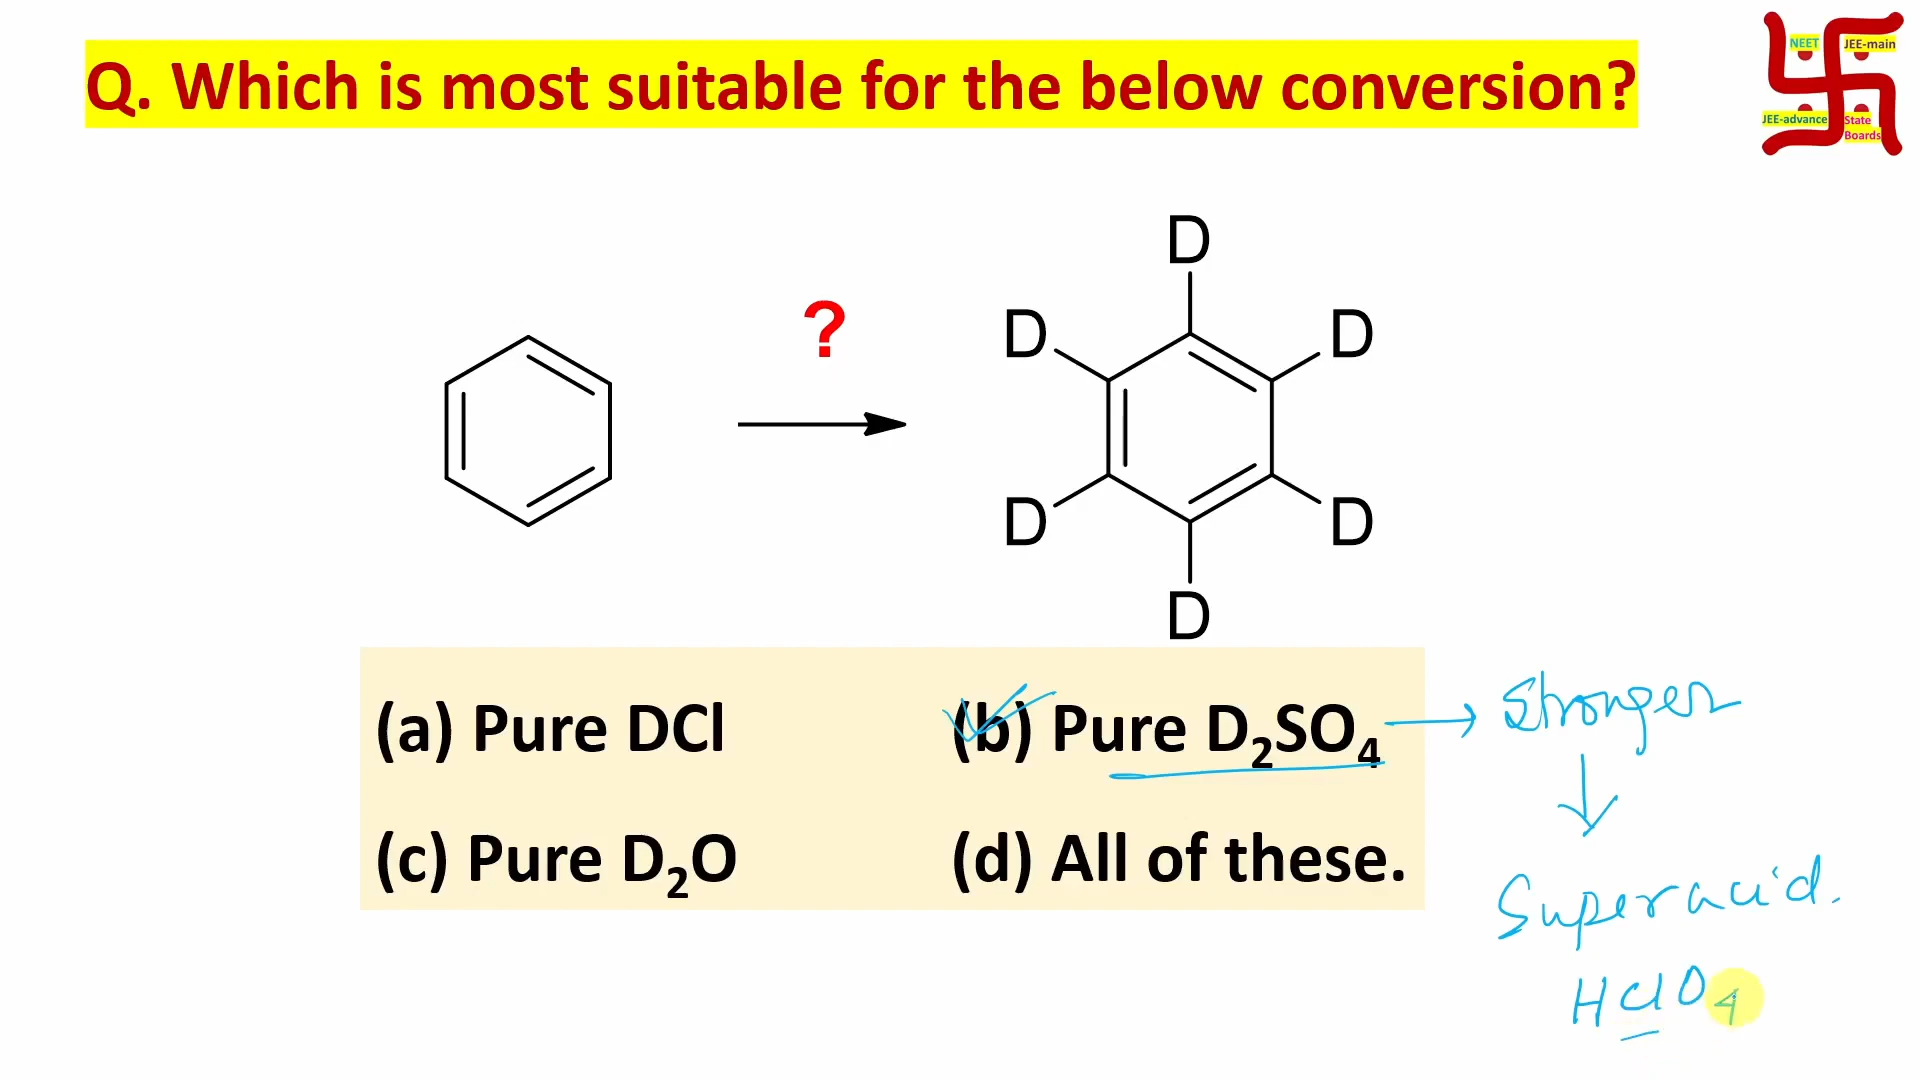 Q. Which is most suitable for the below conversion?
NEET JEE-main
JEE-advance State
Boards
?
D
D D
D D
D
(a) Pure DCl (b) Pure D₂SO₄ → Stronger
(c) Pure D₂O (d) All of these. Superacid.
HClO₄